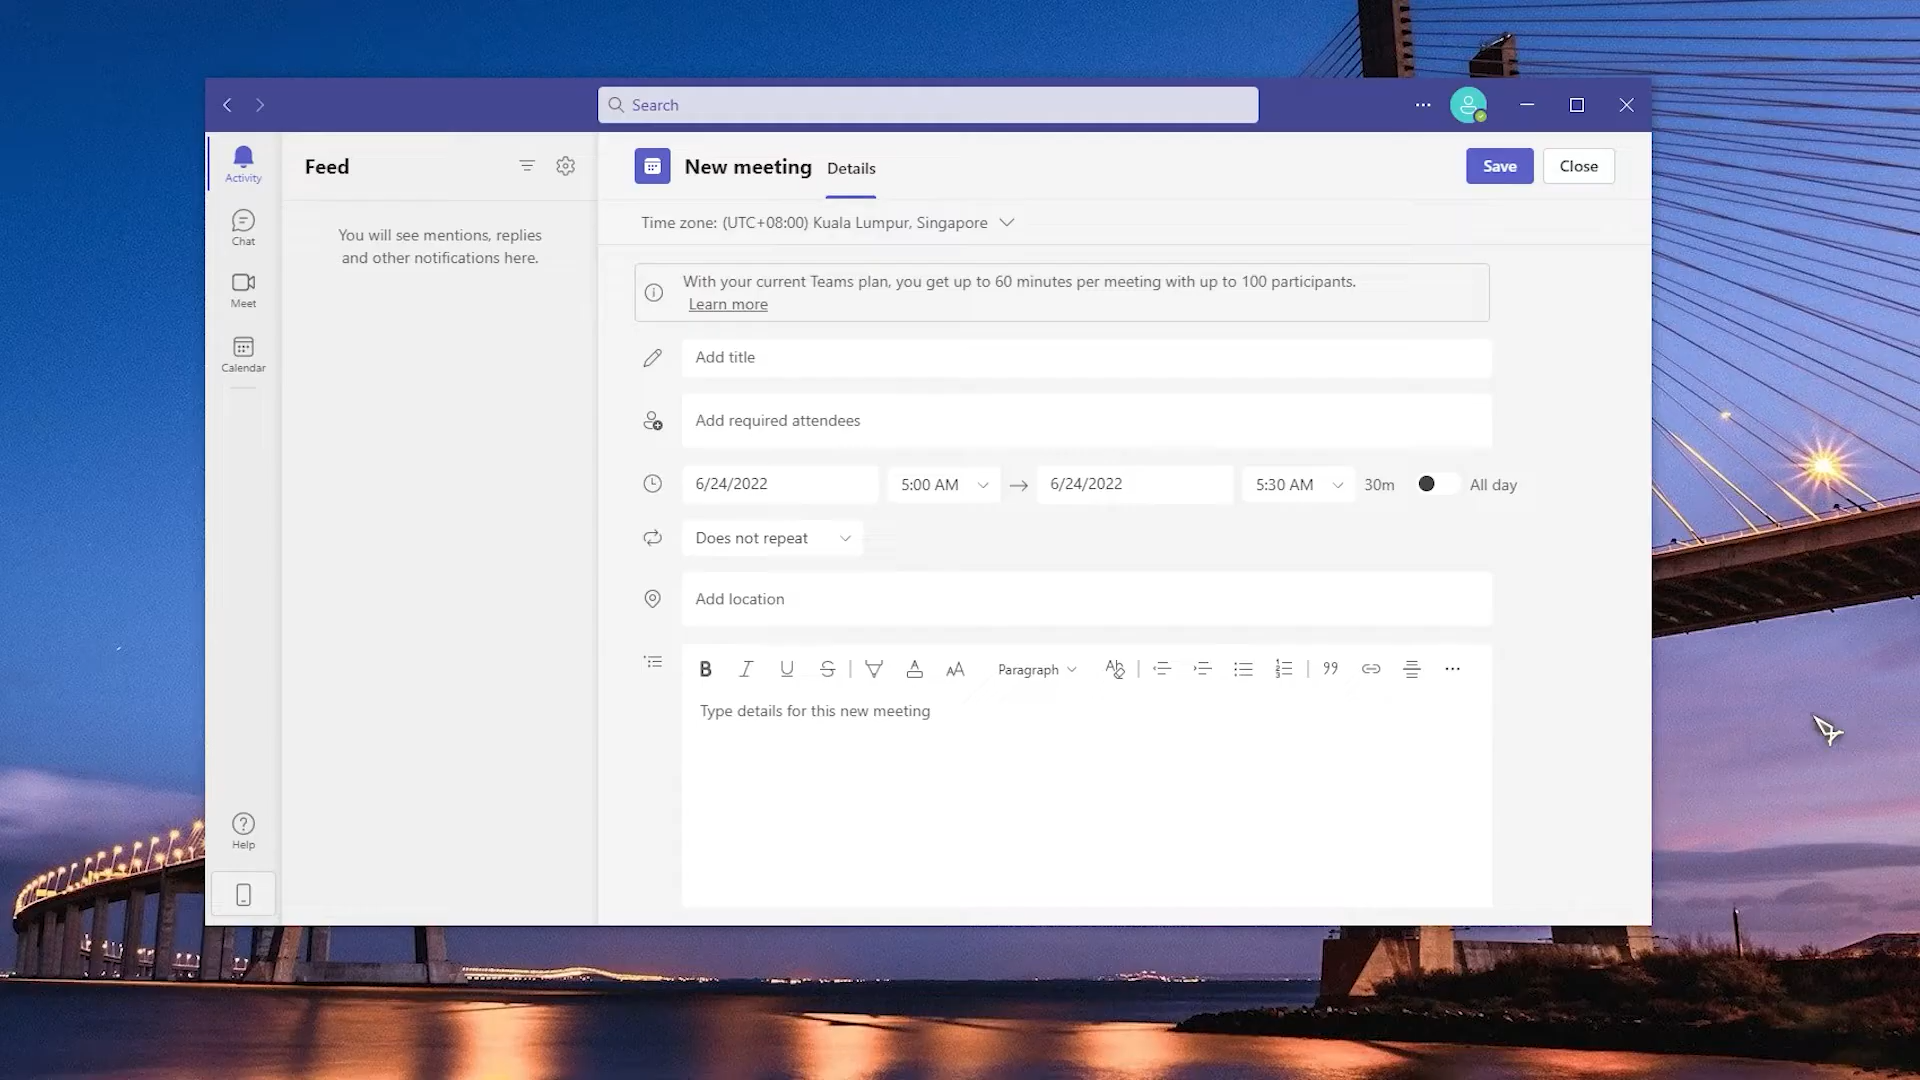 Search
Activity
Chat
Meet
Calendar
Help
Feed
You will see mentions, replies
and other notifications here.
New meeting Details
Save Close
Time zone: (UTC+08:00) Kuala Lumpur, Singapore
With your current Teams plan, you get up to 60 minutes per meeting with up to 100 participants.
Learn more
Add title
Add required attendees
6/24/2022 5:00 AM → 6/24/2022 5:30 AM 30m All day
Does not repeat
Add location
Paragraph
Type details for this new meeting